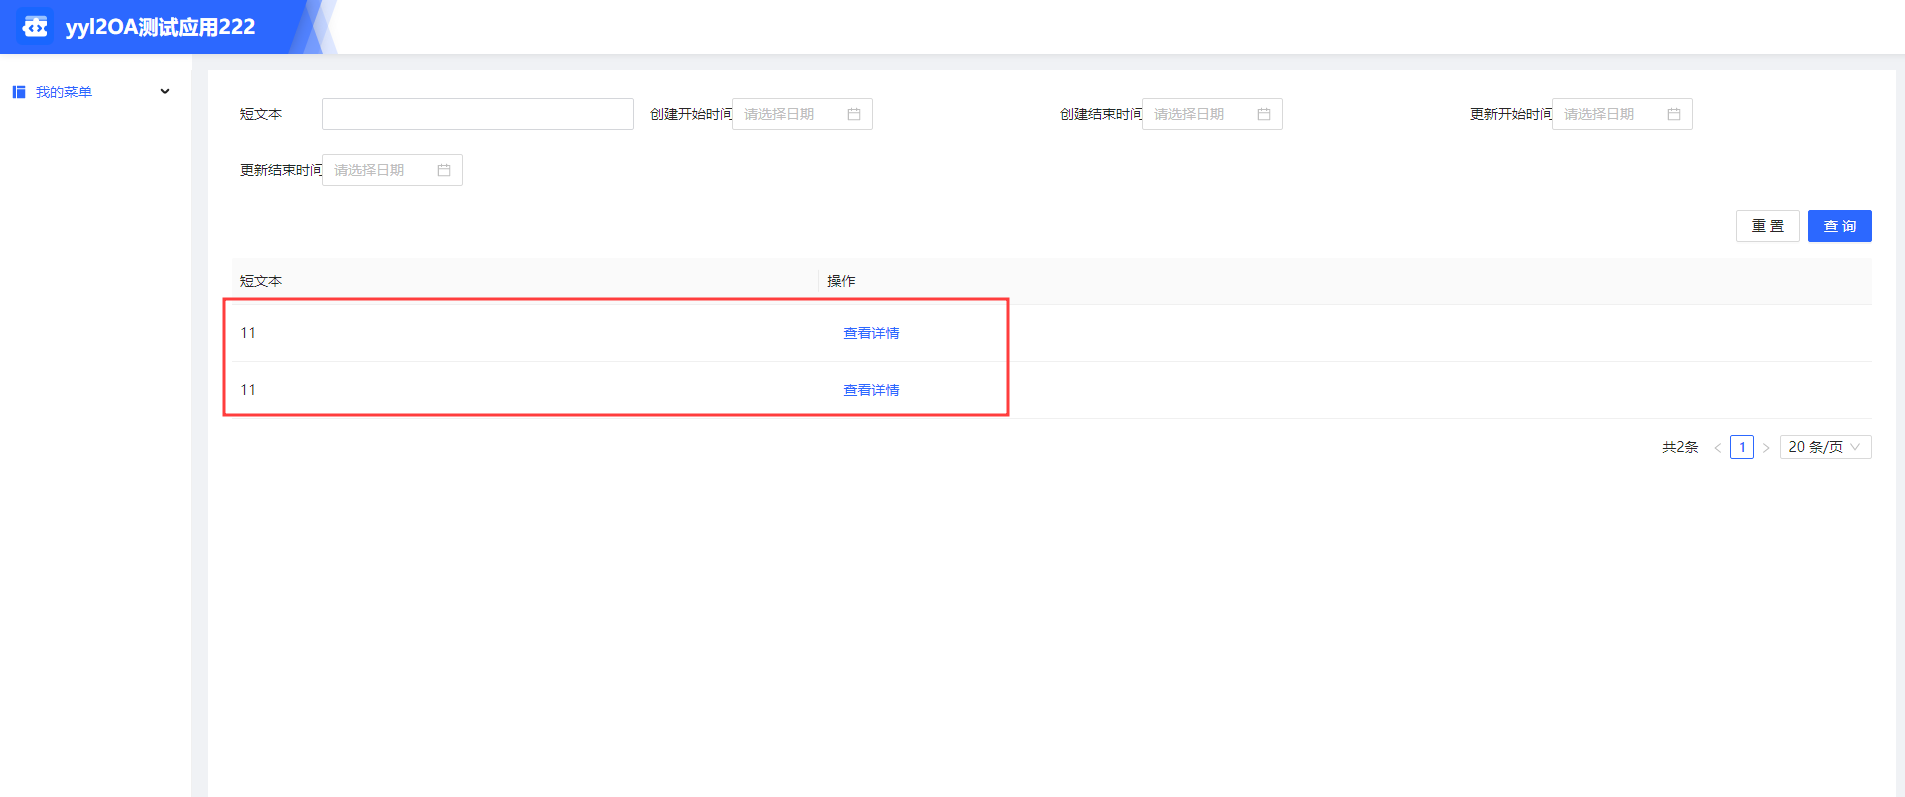 yyl2OA测试应用222
我的菜单
短文本 创建开始时间 请选择日期 创建结束时间 请选择日期 更新开始时间 请选择日期
更新结束时间 请选择日期
重 置 查 询
短文本 操作
11 查看详情
11 查看详情
共2条 < 1 > 20 条/页